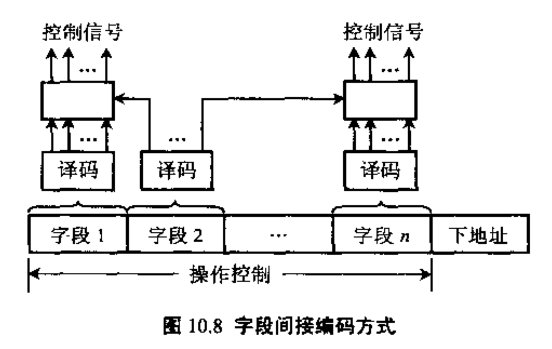 控制信号 控制信号
… …
…
… …
译码 译码 译码
字段 1 字段 2 … 字段 n 下地址
操作控制
图 10.8 字段间接编码方式